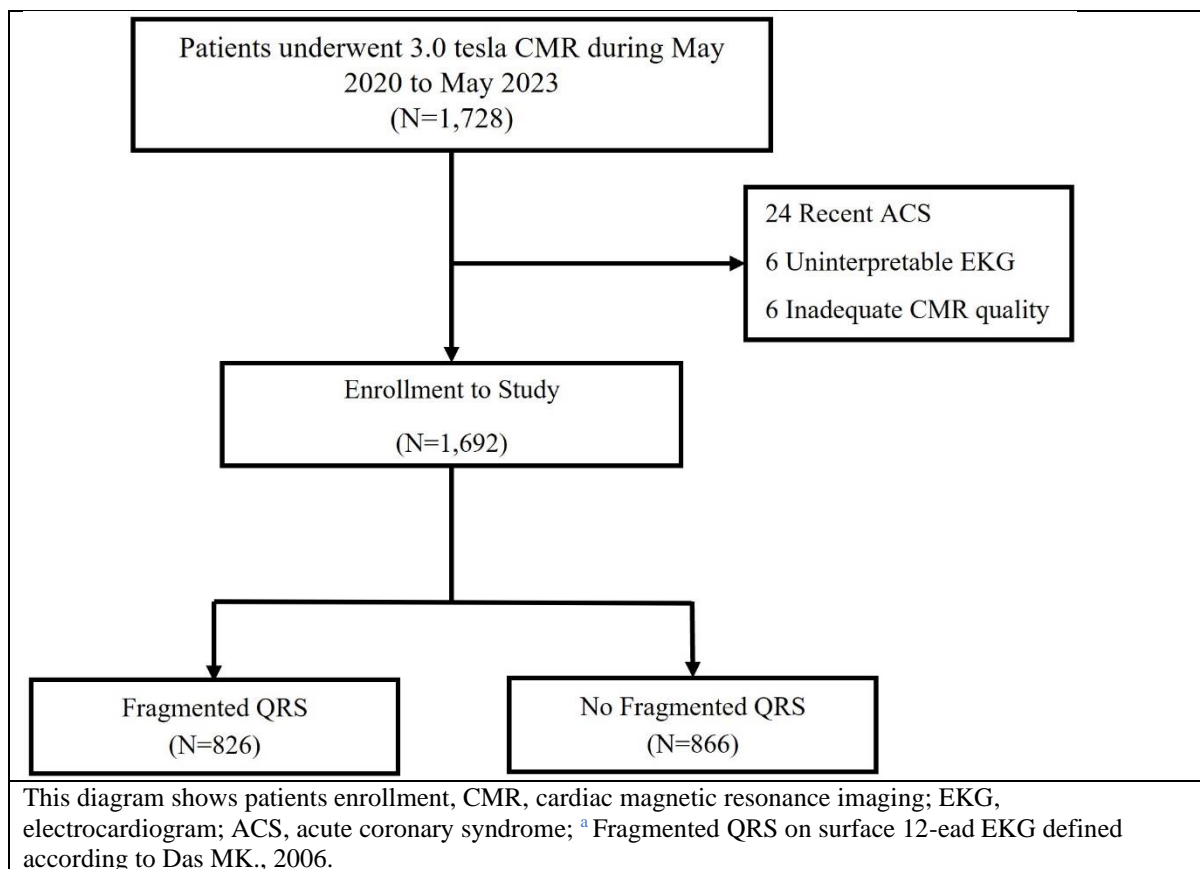 Patients underwent 3.0 tesla CMR during May
2020 to May 2023
(N=1,728)
24 Recent ACS
6 Uninterpretable EKG
6 Inadequate CMR quality
Enrollment to Study
(N=1,692)
Fragmented QRS
(N=826)
No Fragmented QRS
(N=866)
This diagram shows patients enrollment, CMR, cardiac magnetic resonance imaging; EKG,
electrocardiogram; ACS, acute coronary syndrome; a Fragmented QRS on surface 12-ead EKG defined
according to Das MK., 2006.